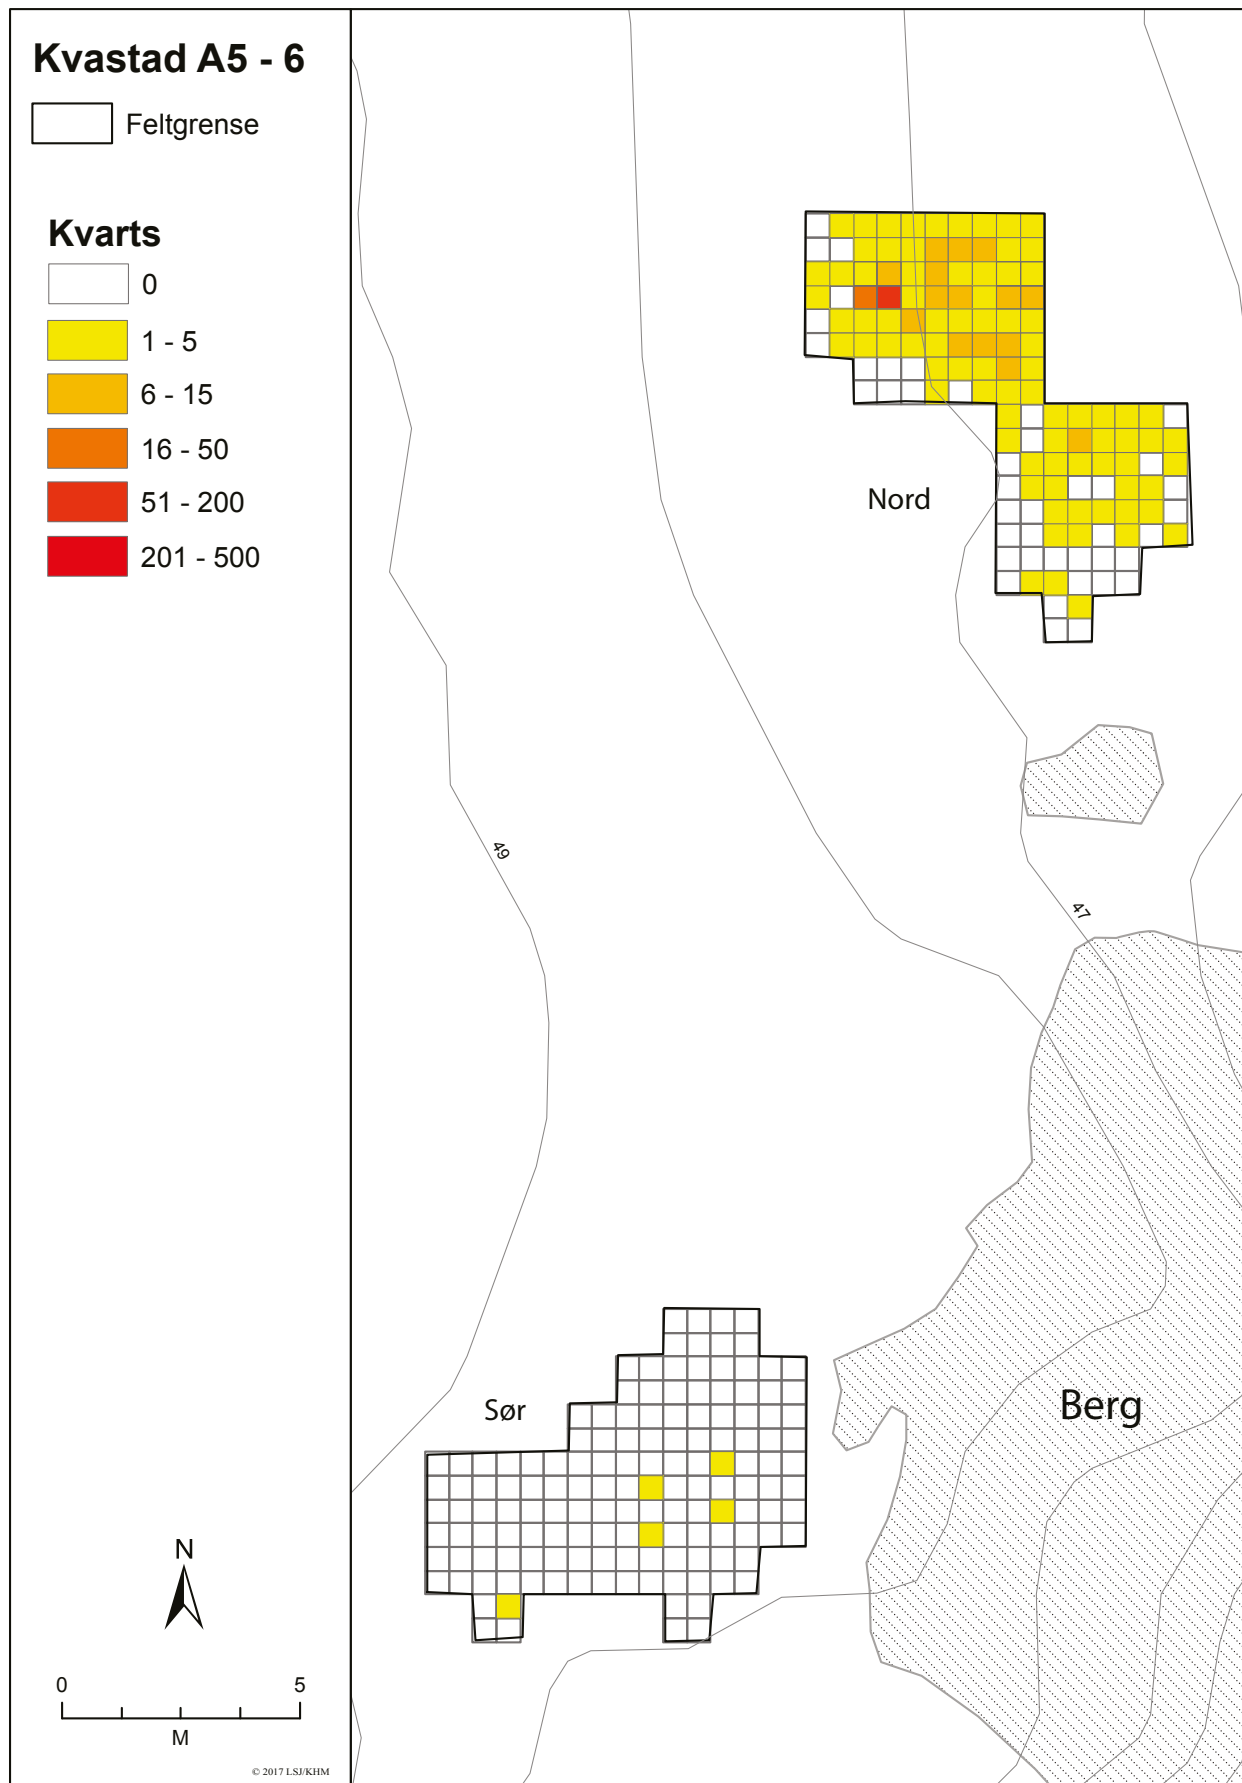 Kvastad A5 - 6
Feltgrense
Kvarts
0
1 - 5
6 - 15
16 - 50
51 - 200
201 - 500
Nord
49
47
Sør
Berg
N
0 5
M
© 2017 LSJ/KHM